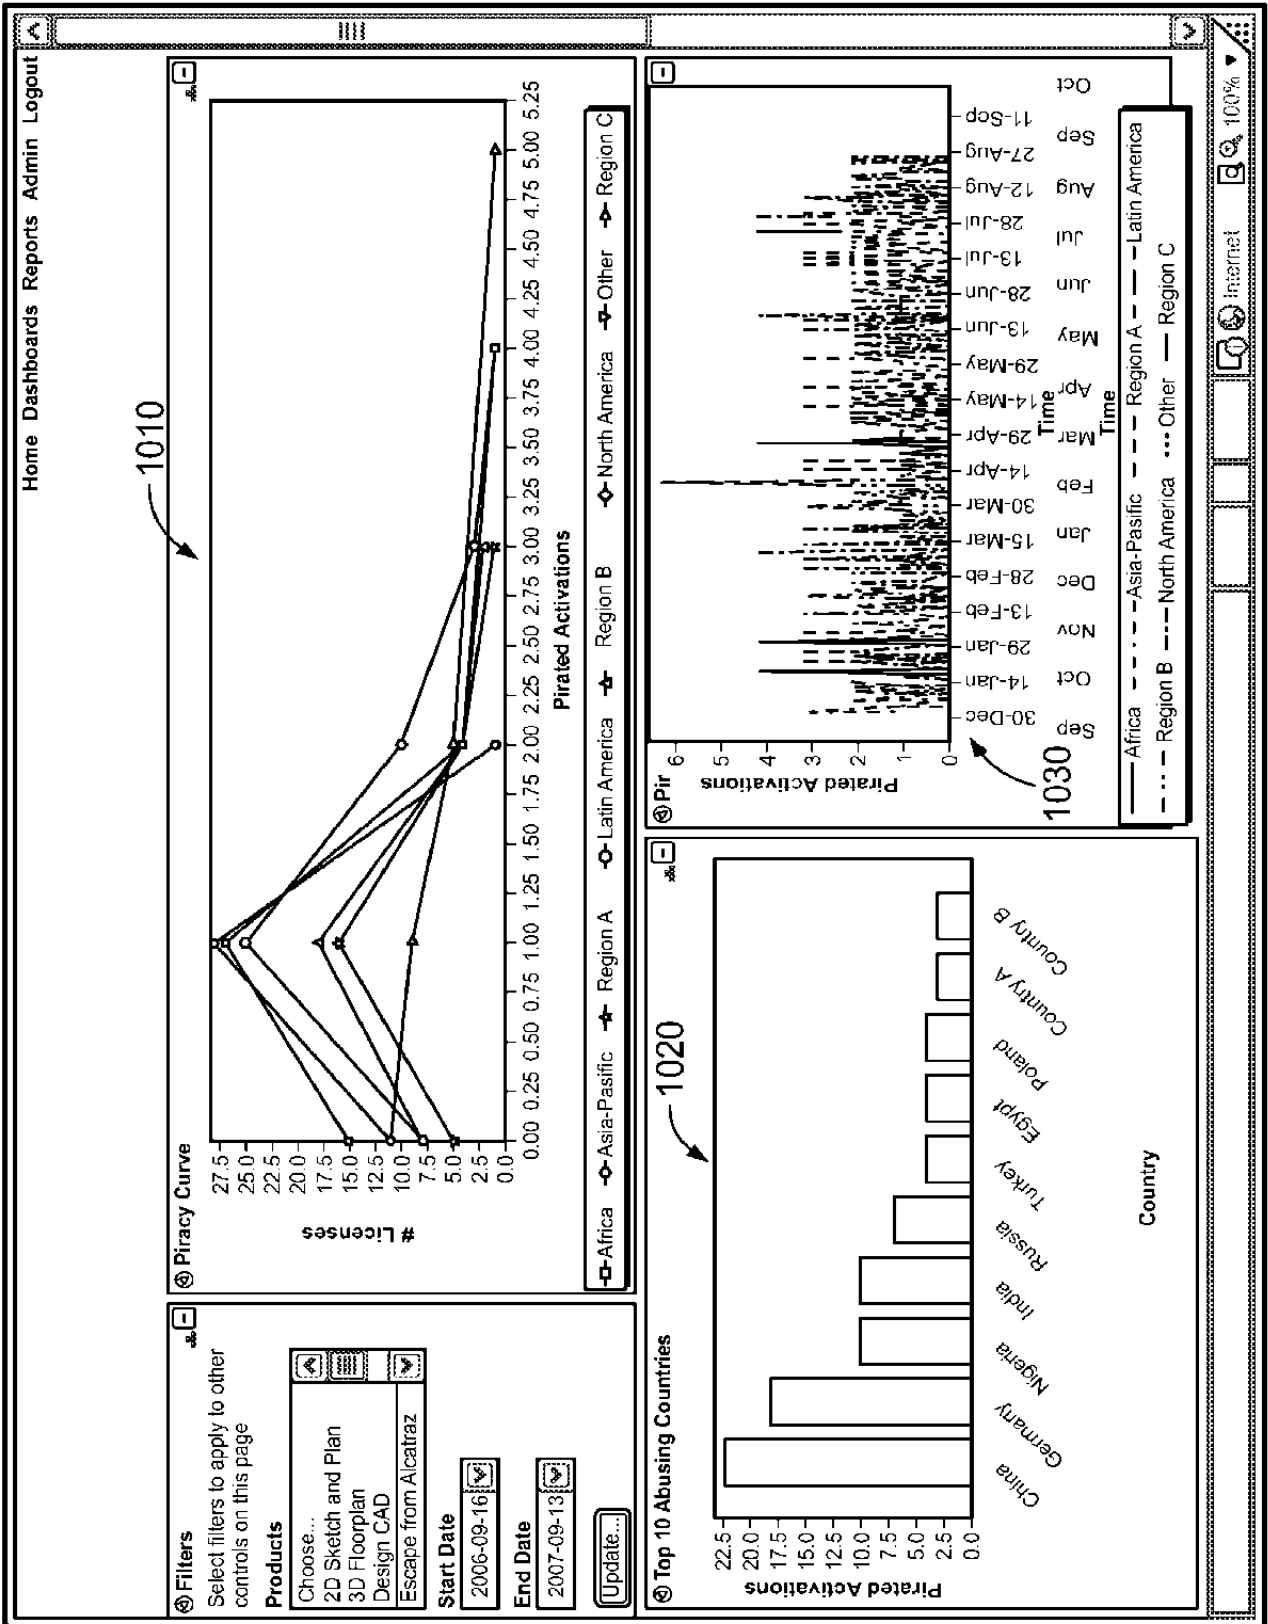 Home Dashboards Reports Admin Logout
1010
Filters
Select filters to apply to other
controls on this page
Products
Choose...
2D Sketch and Plan
3D Floorplan
Design CAD
Escape from Alcatraz
Start Date
2006-09-16
End Date
2007-09-13
Update...
Piracy Curve
# Licenses
27.5
25.0
22.5
20.0
17.5
15.0
12.5
10.0
7.5
5.0
2.5
0.0
0.00 0.25 0.50 0.75 1.00 1.25 1.50 1.75 2.00 2.25 2.50 2.75 3.00 3.25 3.50 3.75 4.00 4.25 4.50 4.75 5.00 5.25
Pirated Activations
Africa Asia-Pasific Region A Latin America Region B North America Other Region C
1020
Top 10 Abusing Countries
Pirated Activations
22.5
20.0
17.5
15.0
12.5
10.0
7.5
5.0
2.5
0.0
China Germany Nigeria India Russia Turkey Egypt Poland Country A Country B
Country
Pir
Pirated Activations
6
5
4
3
2
1
0
30-Dec 14-Jan 29-Jan 13-Feb 28-Feb 15-Mar 30-Mar 14-Apr 29-Apr 14-May 29-May 13-Jun 28-Jun 13-Jul 28-Jul 12-Aug 27-Aug 11-Sep
Time
Sep Oct Nov Dec Jan Feb Mar Apr May Jun Jul Aug Sep Oct
Time
1030
Africa Asia-Pasific Region A Latin America
Region B North America Other Region C
Internet 100%